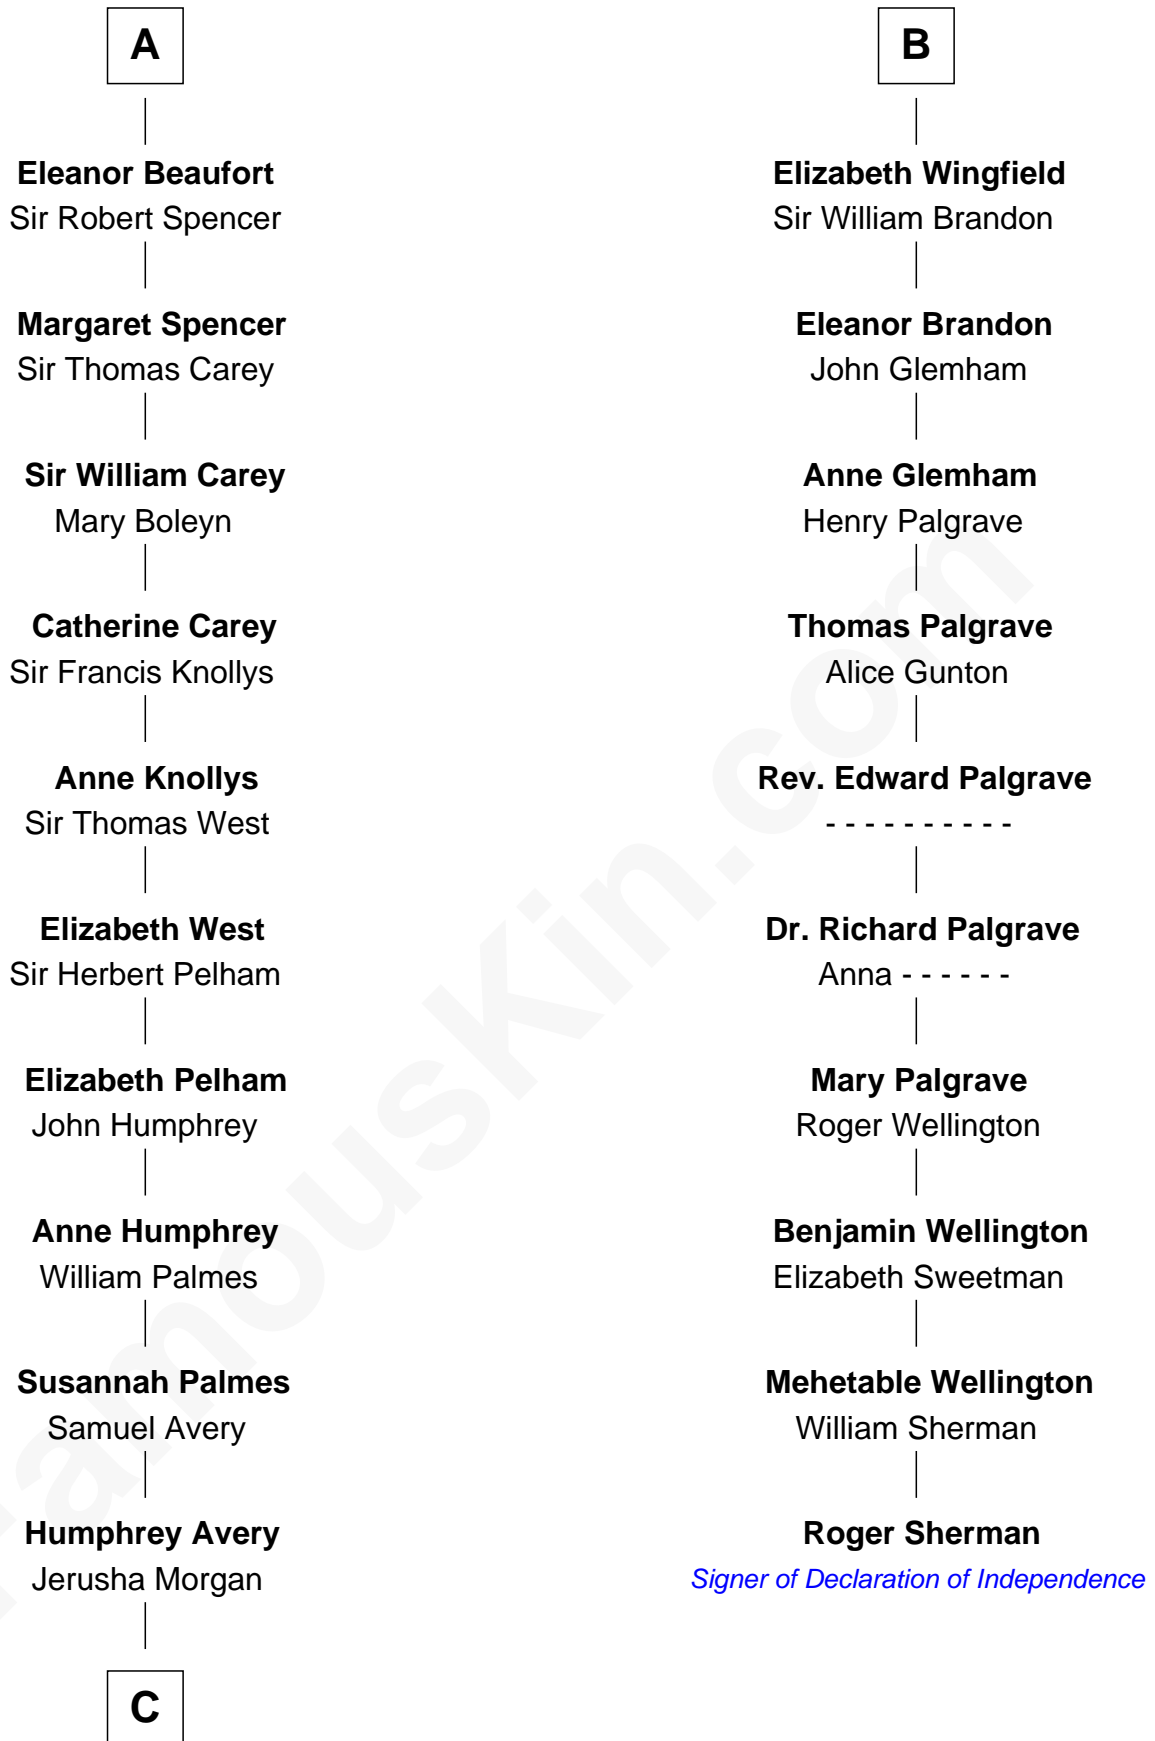 A
Eleanor Beaufort
Sir Robert Spencer
Margaret Spencer
Sir Thomas Carey
Sir William Carey
Mary Boleyn
Catherine Carey
Sir Francis Knollys
Anne Knollys
Sir Thomas West
Elizabeth West
Sir Herbert Pelham
Elizabeth Pelham
John Humphrey
Anne Humphrey
William Palmes
Susannah Palmes
Samuel Avery
Humphrey Avery
Jerusha Morgan
C
B
Elizabeth Wingfield
Sir William Brandon
Eleanor Brandon
John Glemham
Anne Glemham
Henry Palgrave
Thomas Palgrave
Alice Gunton
Rev. Edward Palgrave
- - - - - - - - - -
Dr. Richard Palgrave
Anna - - - - - -
Mary Palgrave
Roger Wellington
Benjamin Wellington
Elizabeth Sweetman
Mehetable Wellington
William Sherman
Roger Sherman
Signer of Declaration of Independence
FamousKin.com